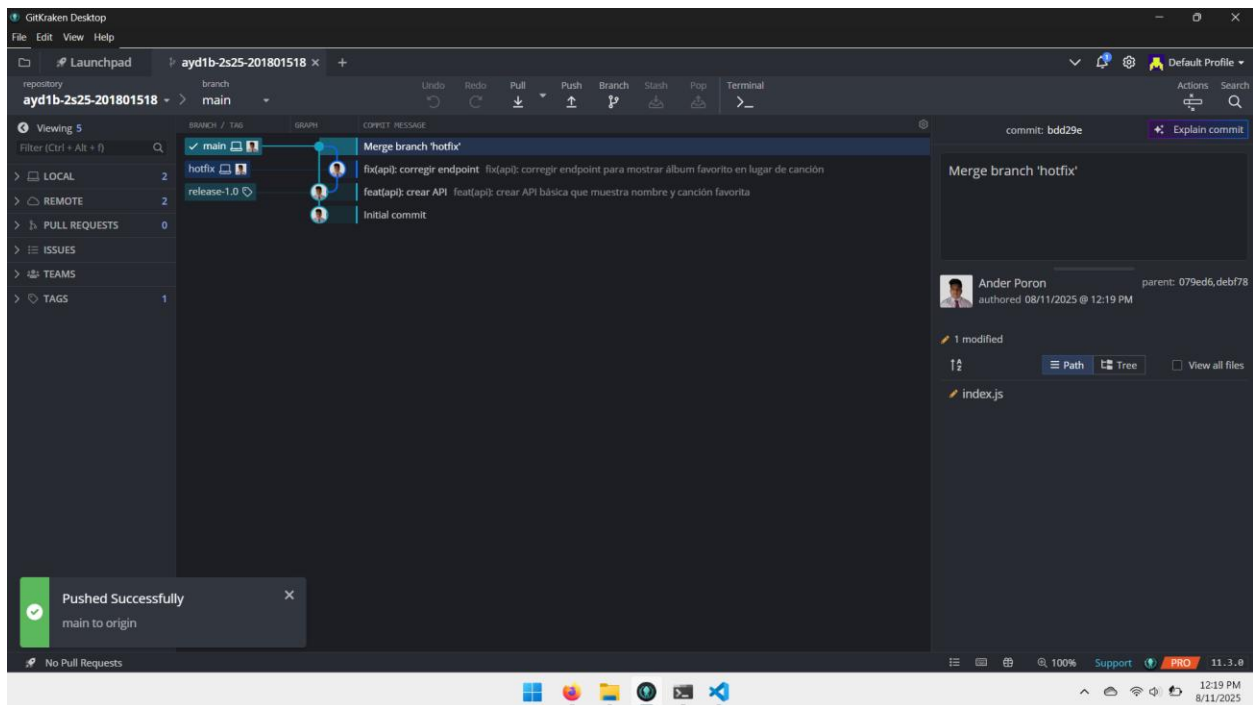 GitKraken Desktop
File Edit View Help
Launchpad
ayd1b-2s25-201801518
repository
ayd1b-2s25-201801518
branch
main
Undo Redo Pull Push Branch Stash Pop Terminal
Actions Search
Default Profile
Viewing 5
Filter (Ctrl + Alt + f)
LOCAL 2
REMOTE 2
PULL REQUESTS 0
ISSUES
TEAMS
TAGS 1
BRANCH / TAG GRAPH COMMIT MESSAGE
main Merge branch 'hotfix'
hotfix fix(api): corregir endpoint fix(api): corregir endpoint para mostrar álbum favorito en lugar de canción
release-1.0 feat(api): crear API feat(api): crear API básica que muestra nombre y canción favorita
Initial commit
commit: bdd29e
Explain commit
Merge branch 'hotfix'
Ander Poron
parent: 079ed6,debf78
authored 08/11/2025 @ 12:19 PM
1 modified
Path Tree View all files
index.js
Pushed Successfully
main to origin
No Pull Requests
100% Support PRO 11.3.0
12:19 PM
8/11/2025